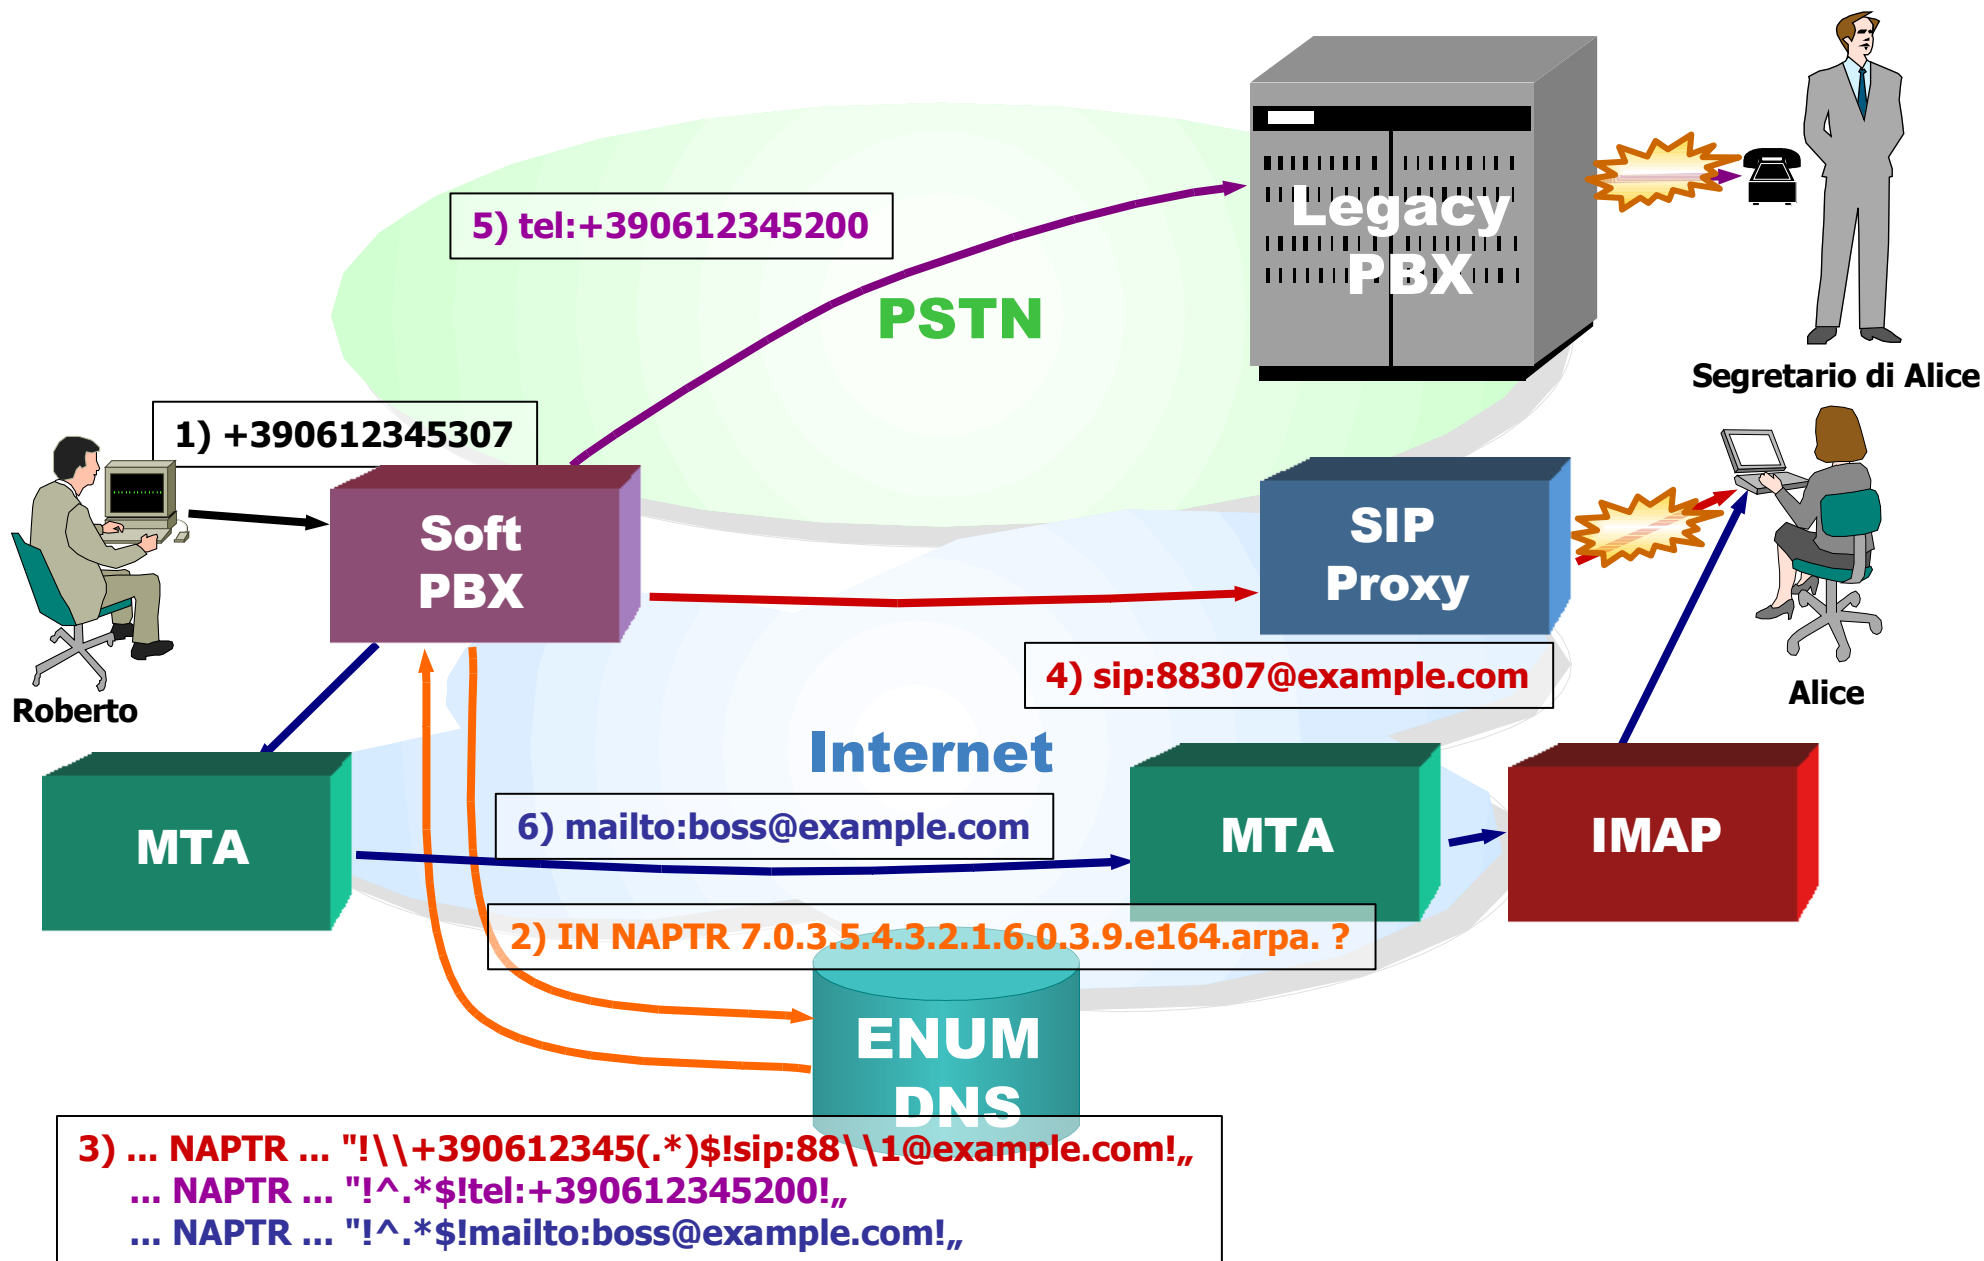 5) tel:+390612345200
Legacy
PBX
PSTN
Segretario di Alice
1) +390612345307
Soft
PBX
SIP
Proxy
4) sip:88307@example.com
Roberto
Alice
Internet
MTA
6) mailto:boss@example.com
MTA
IMAP
2) IN NAPTR 7.0.3.5.4.3.2.1.6.0.3.9.e164.arpa. ?
ENUM
DNS
3) ... NAPTR ... "!\\+390612345(.*)$!sip:88\\1@example.com!„
... NAPTR ... "!^.*$!tel:+390612345200!„
... NAPTR ... "!^.*$!mailto:boss@example.com!„